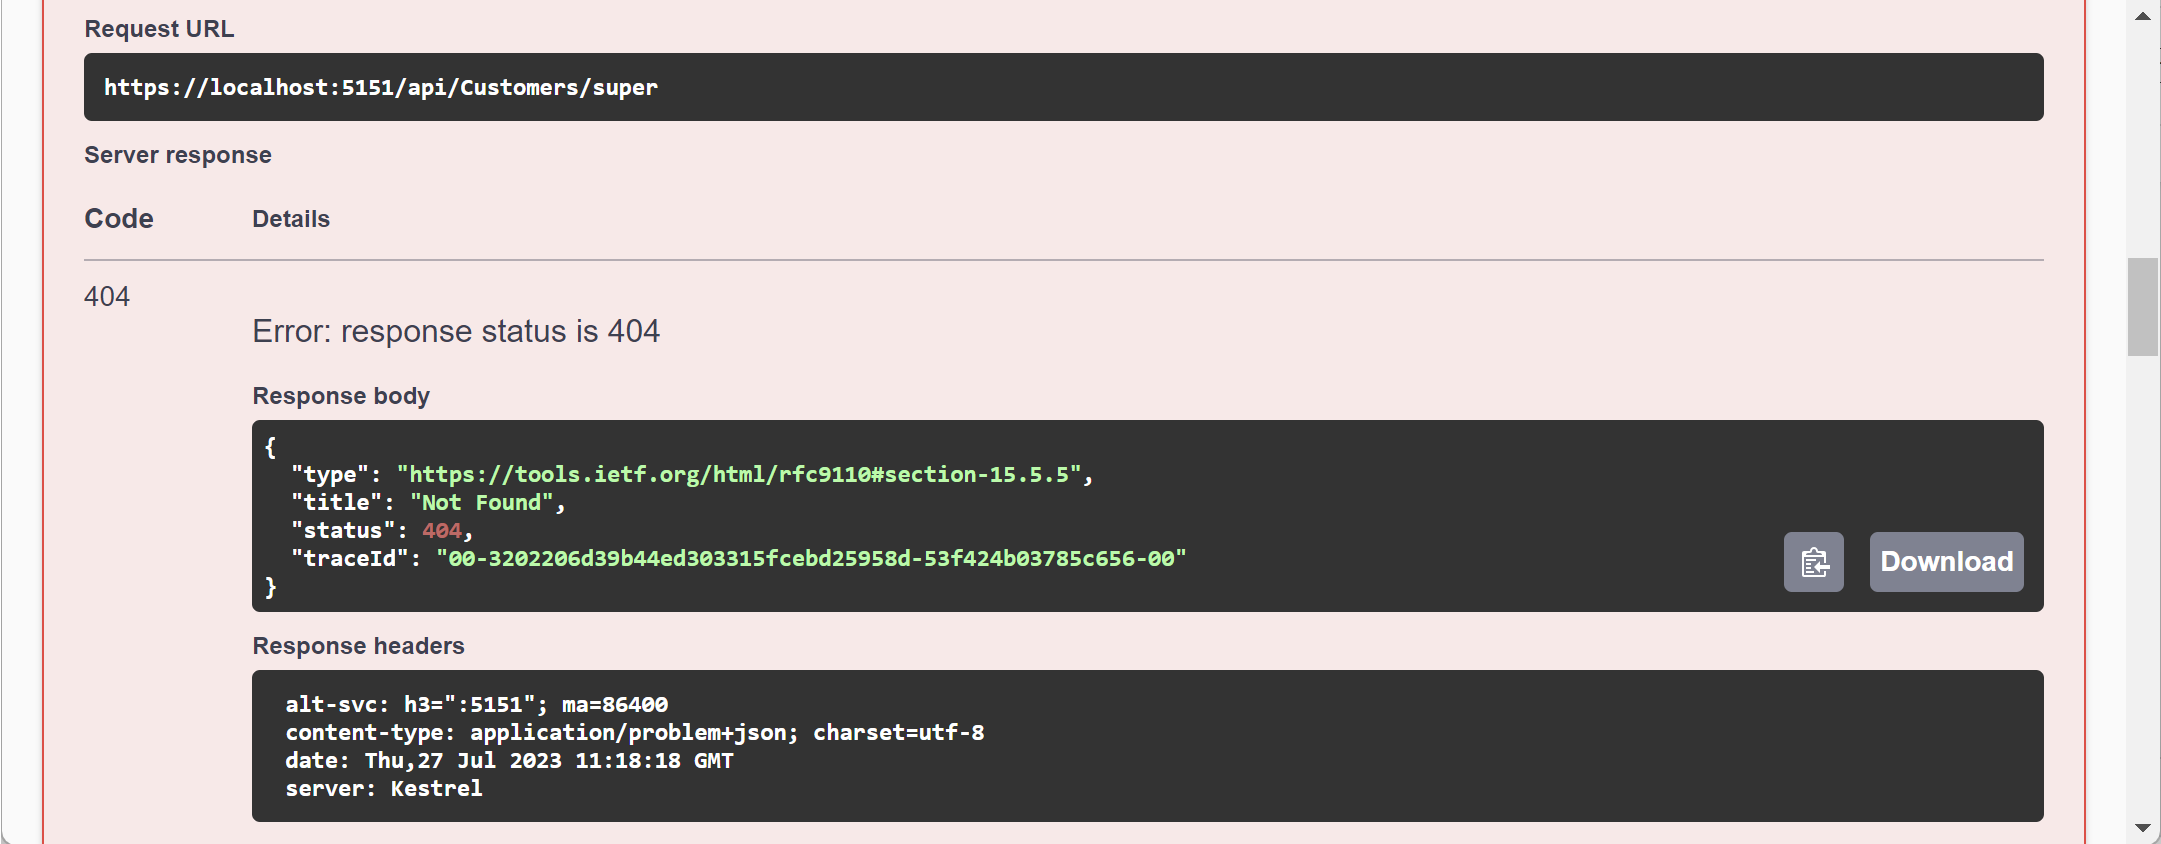 Request URL
https://localhost:5151/api/Customers/super
Server response
Code Details
404
Error: response status is 404
Response body
{
  "type": "https://tools.ietf.org/html/rfc9110#section-15.5.5",
  "title": "Not Found",
  "status": 404,
  "traceId": "00-3202206d39b44ed303315fcebd25958d-53f424b03785c656-00"
}
Download
Response headers
alt-svc: h3=":5151"; ma=86400
content-type: application/problem+json; charset=utf-8
date: Thu,27 Jul 2023 11:18:18 GMT
server: Kestrel